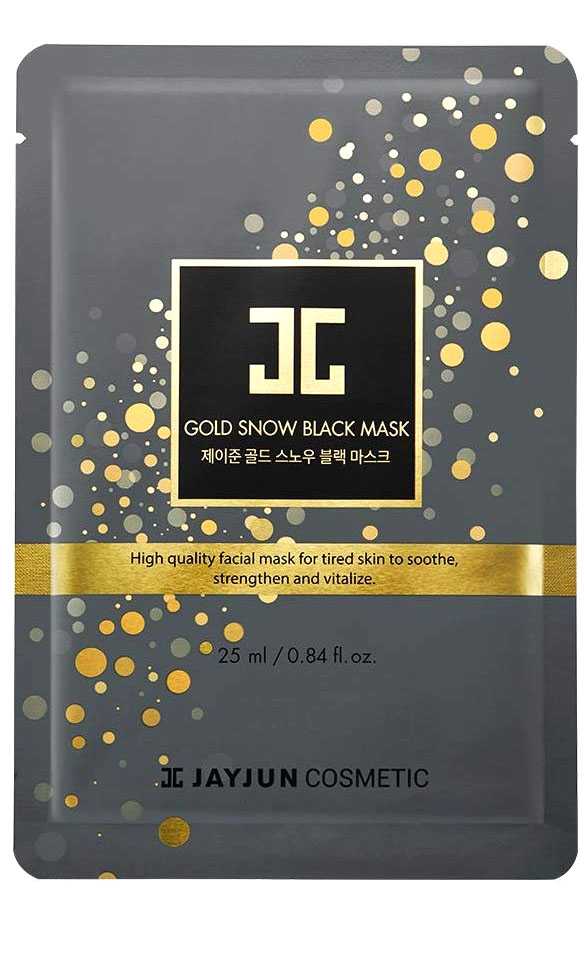 GOLD SNOW BLACK MASK
제이준 골드 스노우 블랙 마스크
High quality facial mask for tired skin to soothe,
strengthen and vitalize.
25 ml / 0.84 fl. oz.
JAYJUN COSMETIC